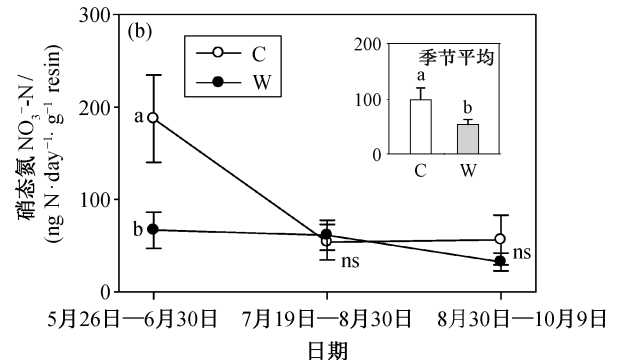 (b)
C
W
季节平均
200
100
0
a
b
C
W
硝态氮 NO₃⁻-N /
(ng N·day⁻¹·g⁻¹ resin)
300
200
100
0
a
b
ns
ns
5月26日—6月30日
7月19日—8月30日
8月30日—10月9日
日期